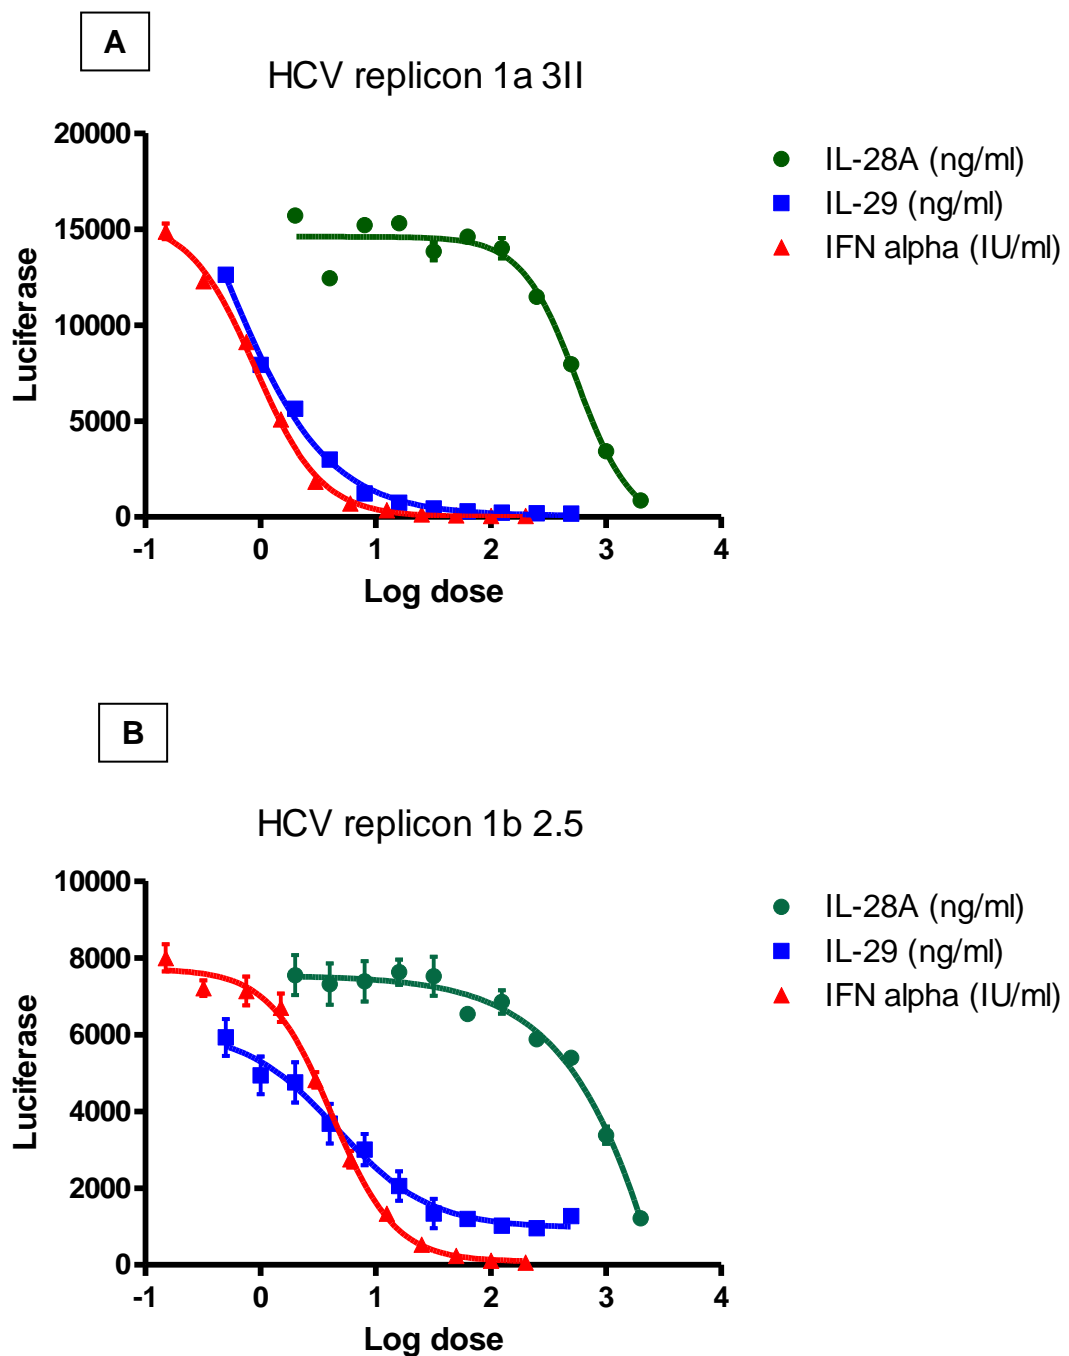 A
HCV replicon 1a 3II
20000
15000
10000
5000
0
Luciferase
-1 0 1 2 3 4
Log dose
IL-28A (ng/ml)
IL-29 (ng/ml)
IFN alpha (IU/ml)
B
HCV replicon 1b 2.5
10000
8000
6000
4000
2000
0
Luciferase
-1 0 1 2 3 4
Log dose
IL-28A (ng/ml)
IL-29 (ng/ml)
IFN alpha (IU/ml)